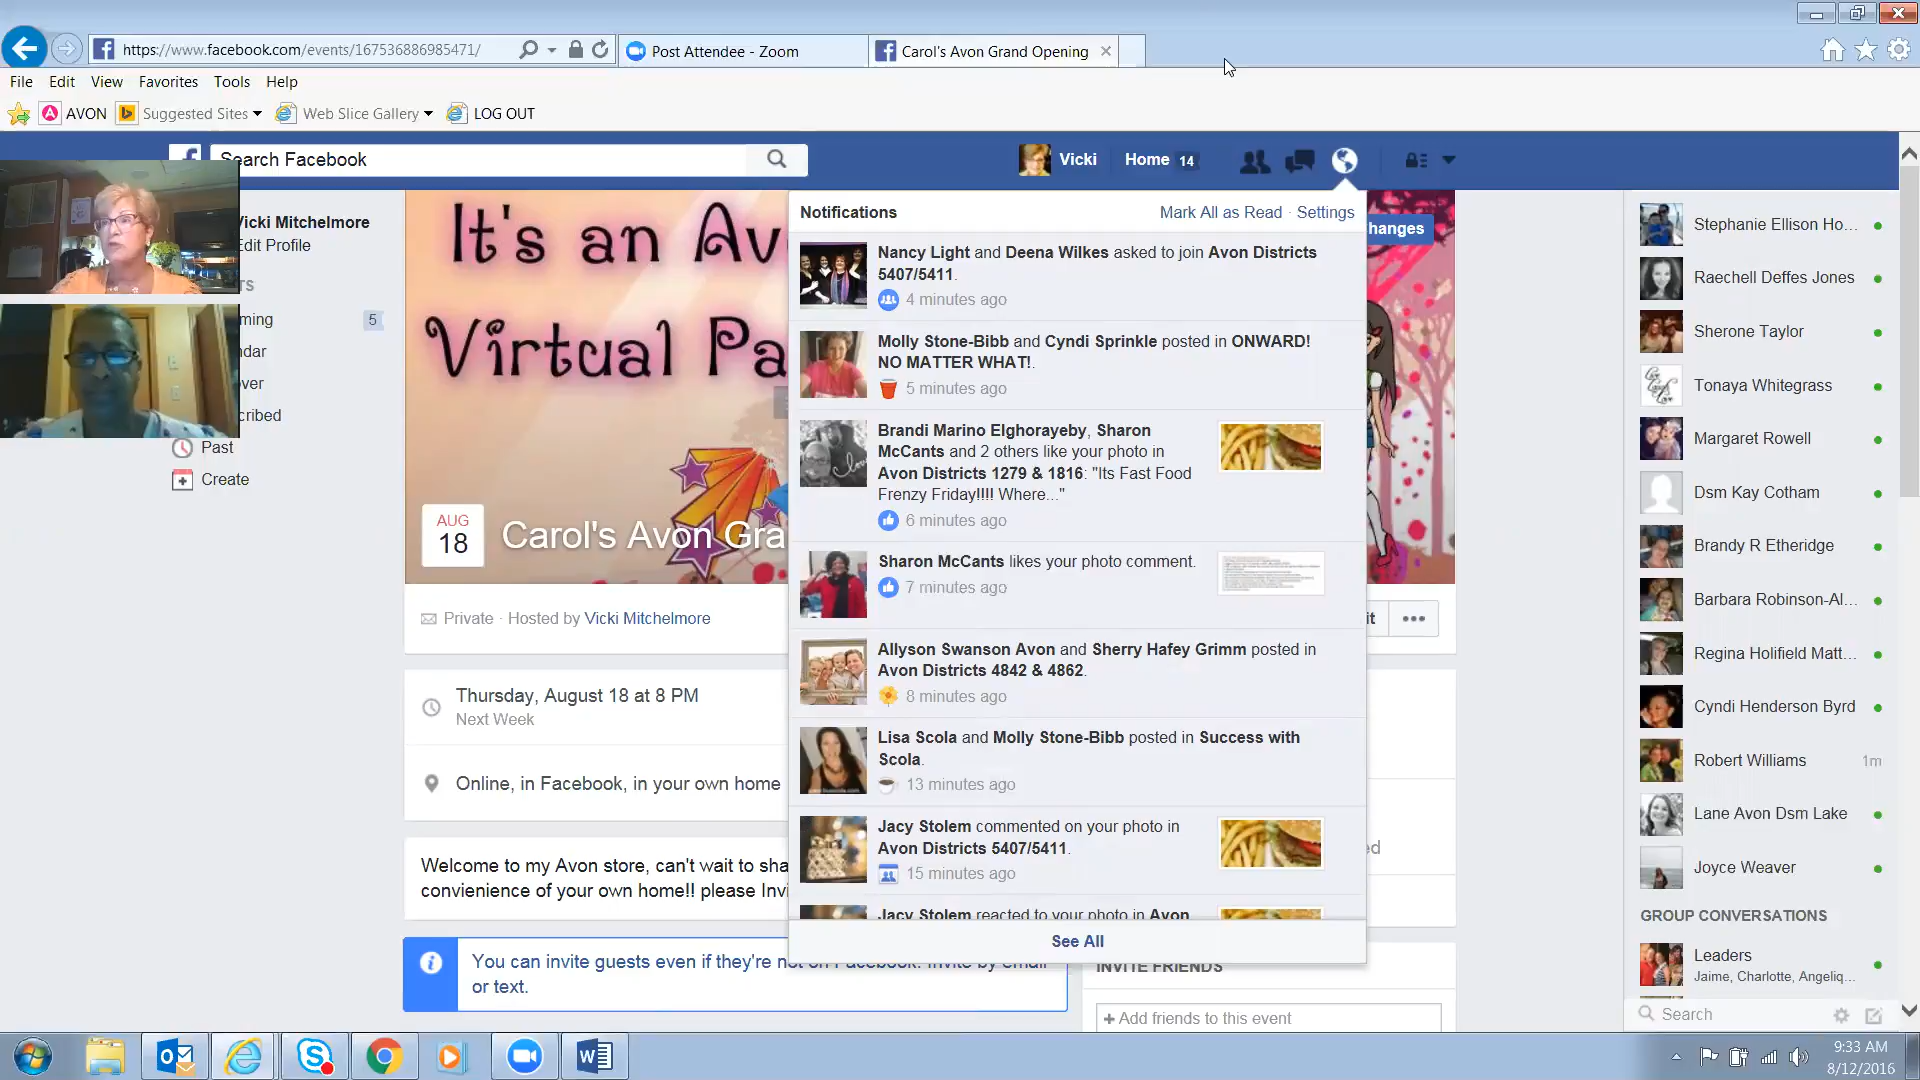 https://www.facebook.com/events/167536886985471/
Post Attendee - Zoom
Carol's Avon Grand Opening
File Edit View Favorites Tools Help
AVON Suggested Sites Web Slice Gallery LOG OUT
Search Facebook
Vicki Home 14
Vicki Mitchelmore
Edit Profile
5
Past
Create
It's an
Virtual
AUG
18
Carol's Avon
Private · Hosted by Vicki Mitchelmore
Thursday, August 18 at 8 PM
Next Week
Online, in Facebook, in your own home
Welcome to my Avon store, can't wait to
convienience of your own home!! please
You can invite guests even if they're not on Facebook. Invite by email
or text.
Notifications
Mark All as Read · Settings
Nancy Light and Deena Wilkes asked to join Avon Districts
5407/5411.
4 minutes ago
Molly Stone-Bibb and Cyndi Sprinkle posted in ONWARD!
NO MATTER WHAT!.
5 minutes ago
Brandi Marino Elghorayeby, Sharon
McCants and 2 others like your photo in
Avon Districts 1279 & 1816: "Its Fast Food
Frenzy Friday!!!! Where..."
6 minutes ago
Sharon McCants likes your photo comment.
7 minutes ago
Allyson Swanson Avon and Sherry Hafey Grimm posted in
Avon Districts 4842 & 4862.
8 minutes ago
Lisa Scola and Molly Stone-Bibb posted in Success with
Scola.
13 minutes ago
Jacy Stolem commented on your photo in
Avon Districts 5407/5411.
15 minutes ago
Jacy Stolem reacted to your photo in Avon
See All
INVITE FRIENDS
+ Add friends to this event
Stephanie Ellison Ho...
Raechell Deffes Jones
Sherone Taylor
Tonaya Whitegrass
Margaret Rowell
Dsm Kay Cotham
Brandy R Etheridge
Barbara Robinson-Al...
Regina Holifield Matt...
Cyndi Henderson Byrd
Robert Williams 1m
Lane Avon Dsm Lake
Joyce Weaver
GROUP CONVERSATIONS
Leaders
Jaime, Charlotte, Angeliq...
Search
9:33 AM
8/12/2016